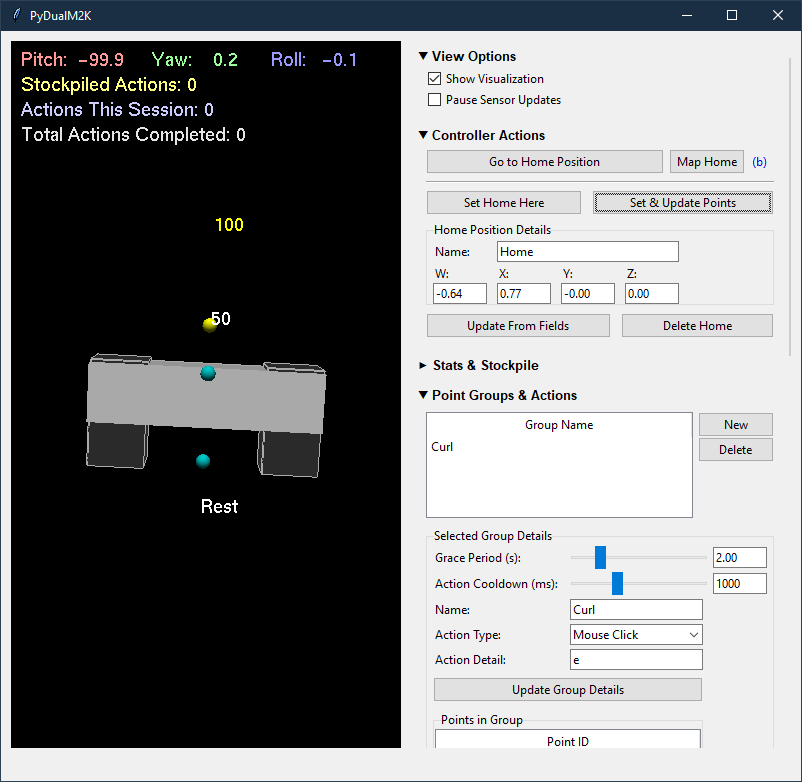 PyDualM2K
Pitch: -99.9 Yaw: 0.2 Roll: -0.1
Stockpiled Actions: 0
Actions This Session: 0
Total Actions Completed: 0
100
50
Rest
View Options
Show Visualization
Pause Sensor Updates
Controller Actions
Go to Home Position Map Home (b)
Set Home Here Set & Update Points
Home Position Details
Name: Home
W: X: Y: Z:
-0.64 0.77 -0.00 0.00
Update From Fields Delete Home
Stats & Stockpile
Point Groups & Actions
Group Name New
Curl Delete
Selected Group Details
Grace Period (s): 2.00
Action Cooldown (ms): 1000
Name: Curl
Action Type: Mouse Click
Action Detail: e
Update Group Details
Points in Group
Point ID